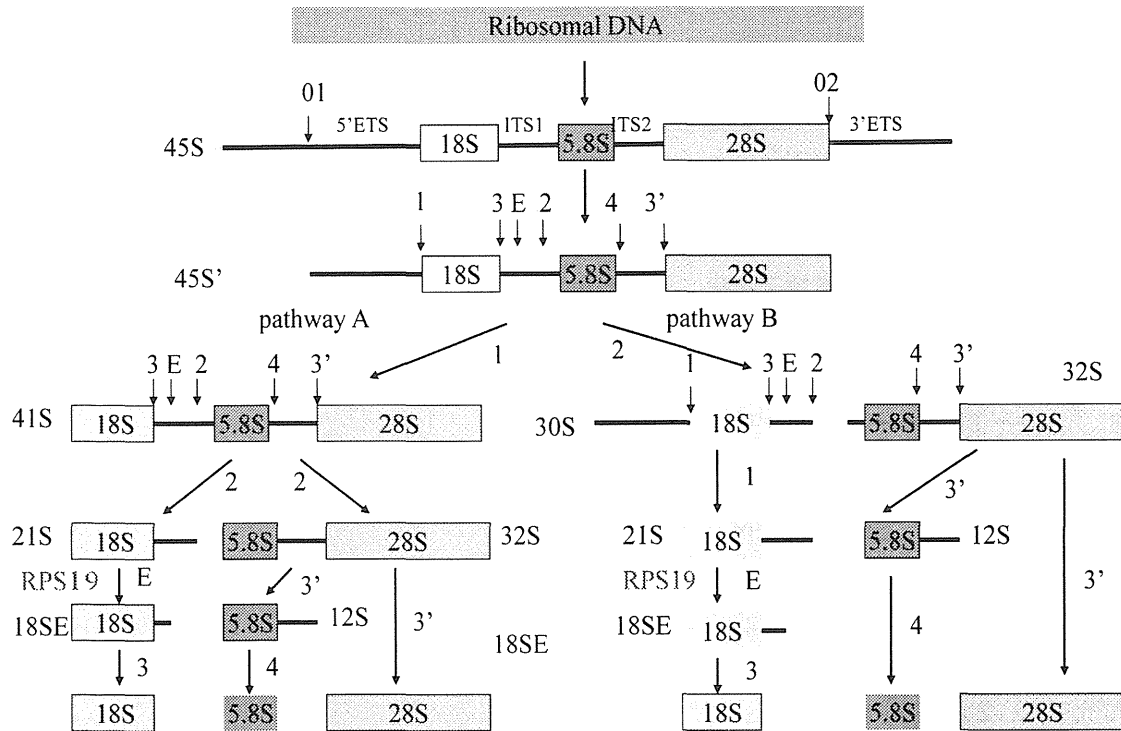 Ribosomal DNA
01 02
5'ETS ITS1 ITS2 3'ETS
45S 18S 5.8S 28S
1 3 E 2 4 3'
45S' 18S 5.8S 28S
pathway A pathway B
1 2
3 E 2 4 3' 1 3 E 2 4 3' 32S
41S 18S 5.8S 28S 30S 18S 5.8S 28S
2 2 1 3'
21S 18S 5.8S 28S 32S 21S 18S 5.8S 12S
RPS19 E 3' RPS19 E 3'
18SE 18S 5.8S 12S 3' 18SE 18SE 18S 4
3 4 3
18S 5.8S 28S 18S 5.8S 28S